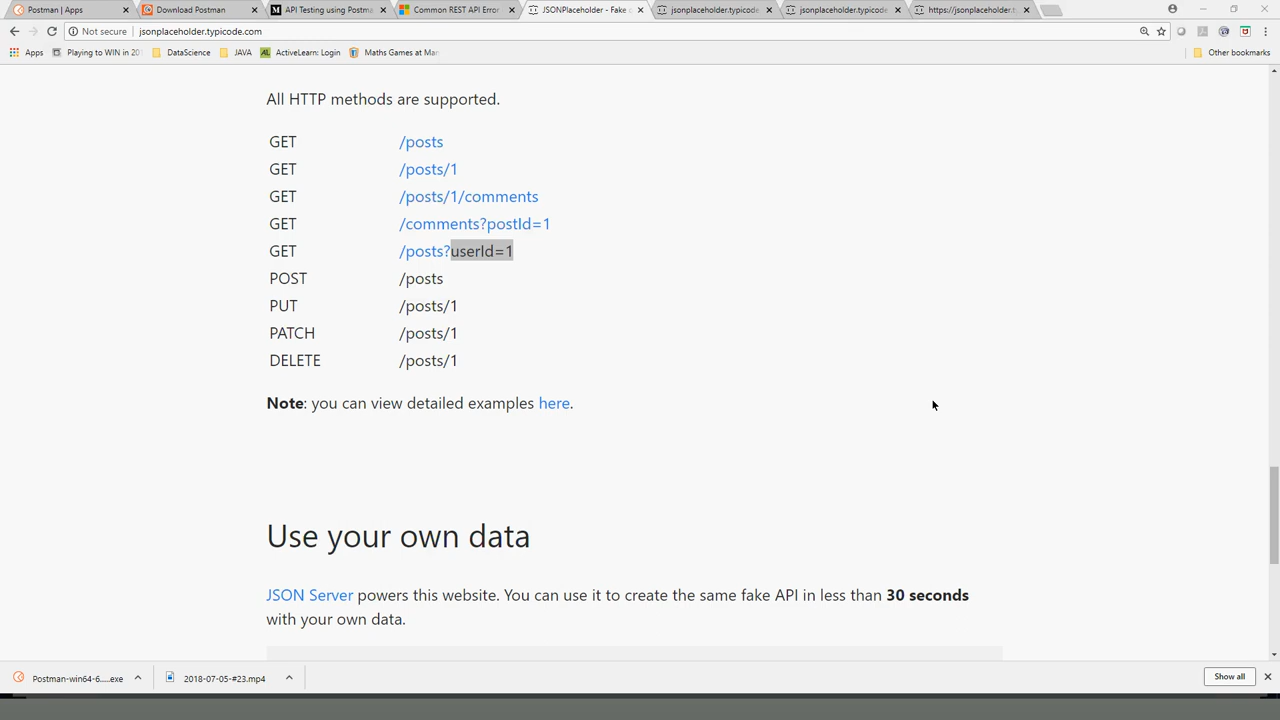 Postman | Apps
Download Postman
API Testing using Postma
Common REST API Error
JSONPlaceholder - Fake
jsonplaceholder.typicode
jsonplaceholder.typicode
https://jsonplaceholder.t
Not secure | jsonplaceholder.typicode.com
Apps
Playing to WIN in 20
DataScience
JAVA
ActiveLearn: Login
Maths Games at Ma
Other bookmarks
All HTTP methods are supported.
GET /posts
GET /posts/1
GET /posts/1/comments
GET /comments?postId=1
GET /posts?userId=1
POST /posts
PUT /posts/1
PATCH /posts/1
DELETE /posts/1
Note: you can view detailed examples here.
Use your own data
JSON Server powers this website. You can use it to create the same fake API in less than 30 seconds
with your own data.
Postman-win64-6.....exe
2018-07-05-#23.mp4
Show all